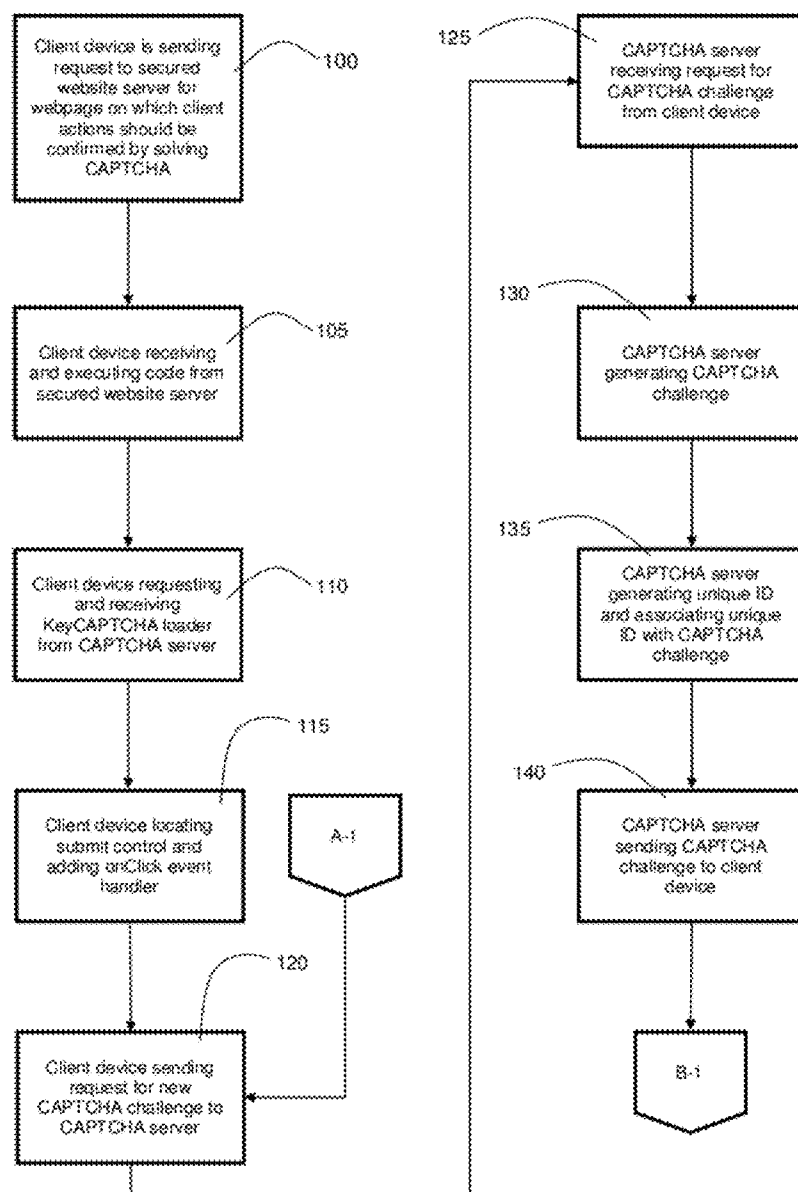 Client device is sending
request to secured
website server for
webpage on which client
actions should be
confirmed by solving
CAPTCHA
100
Client device receiving
and executing code from
secured website server
105
Client device requesting
and receiving
KeyCAPTCHA loader
from CAPTCHA server
110
Client device locating
submit control and
adding onClick event
handler
115
A-1
Client device sending
request for new
CAPTCHA challenge to
CAPTCHA server
120
125
CAPTCHA server
receiving request for
CAPTCHA challenge
from client device
130
CAPTCHA server
generating CAPTCHA
challenge
135
CAPTCHA server
generating unique ID
and associating unique
ID with CAPTCHA
challenge
140
CAPTCHA server
sending CAPTCHA
challenge to client
device
B-1